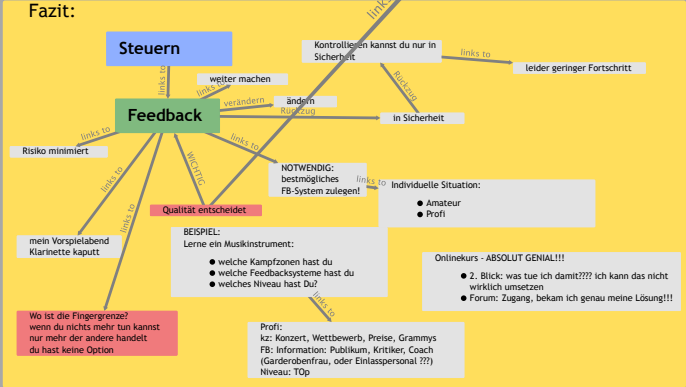 Fazit:
links
Steuern
Kontrollieren kannst du nur in
Sicherheit
links to
leider geringer Fortschritt
links to
weiter machen
links to
verändern
ändern
Rückzug
Rückzug
in Sicherheit
Feedback
links to
Risiko minimiert
links to
WICHTIG
links to
NOTWENDIG:
bestmögliches
FB-System zulegen!
links to
Individuelle Situation:
● Amateur
● Profi
links to
links to
Qualität entscheidet
mein Vorspielabend
Klarinette kaputt
BEISPIEL:
Lerne ein Musikinstrument:
● welche Kampfzonen hast du
● welche Feedbacksysteme hast du
● welches Niveau hast Du?
Onlinekurs - ABSOLUT GENIAL!!!
● 2. Blick: was tue ich damit???? ich kann das nicht
wirklich umsetzen
● Forum: Zugang, bekam ich genau meine Lösung!!!
links to
Wo ist die Fingergrenze?
wenn du nichts mehr tun kannst
nur mehr der andere handelt
du hast keine Option
Profi:
kz: Konzert, Wettbewerb, Preise, Grammys
FB: Information: Publikum, Kritiker, Coach
(Garderobenfrau, oder Einlasspersonal ???)
Niveau: TOp